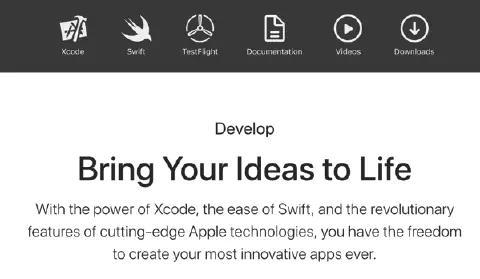 Xcode Swift TestFlight Documentation Videos Downloads
Develop
Bring Your Ideas to Life
With the power of Xcode, the ease of Swift, and the revolutionary
features of cutting-edge Apple technologies, you have the freedom
to create your most innovative apps ever.